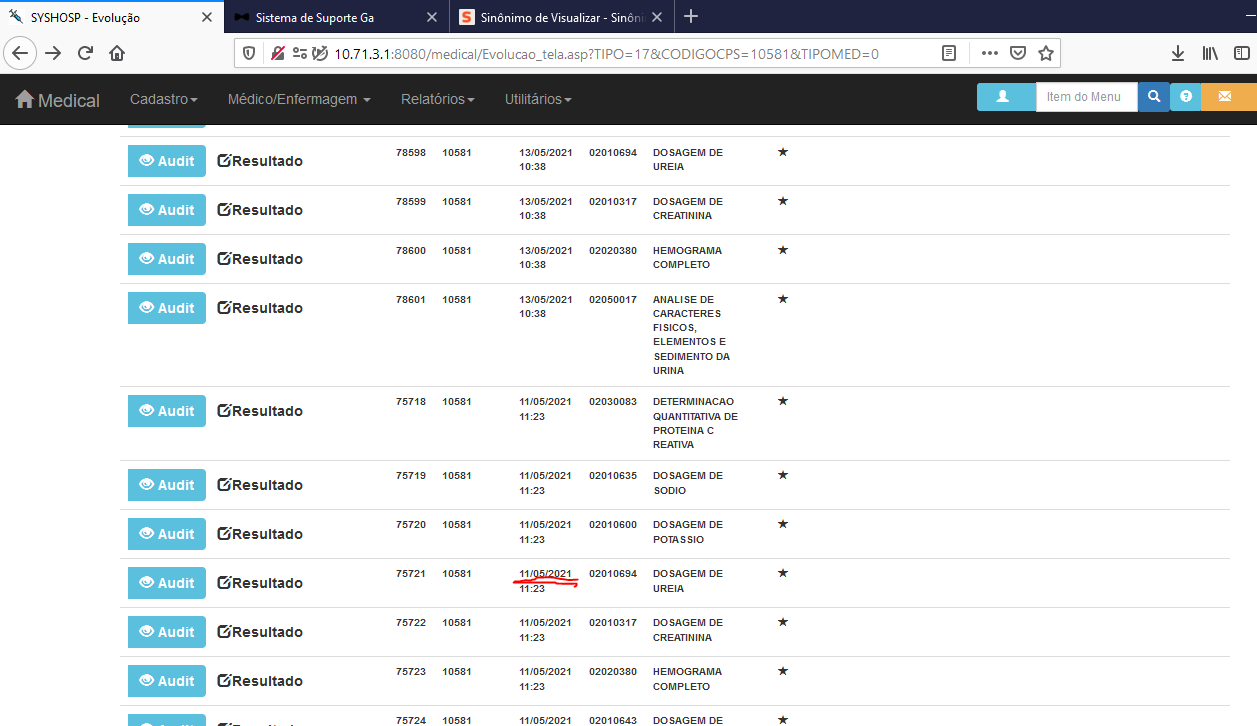 SYSHOSP - Evolução
Sistema de Suporte Ga
S Sinônimo de Visualizar - Sinôni
10.71.3.1:8080/medical/Evolucao_tela.asp?TIPO=17&CODIGOCPS=10581&TIPOMED=0
Medical Cadastro Médico/Enfermagem Relatórios Utilitários Item do Menu
Audit Resultado 78598 10581 13/05/2021 02010694 DOSAGEM DE
10:38 UREIA
Audit Resultado 78599 10581 13/05/2021 02010317 DOSAGEM DE
10:38 CREATININA
Audit Resultado 78600 10581 13/05/2021 02020380 HEMOGRAMA
10:38 COMPLETO
Audit Resultado 78601 10581 13/05/2021 02050017 ANALISE DE
10:38 CARACTERES
FISICOS,
ELEMENTOS E
SEDIMENTO DA
URINA
Audit Resultado 75718 10581 11/05/2021 02030083 DETERMINACAO
11:23 QUANTITATIVA DE
PROTEINA C
REATIVA
Audit Resultado 75719 10581 11/05/2021 02010635 DOSAGEM DE
11:23 SODIO
Audit Resultado 75720 10581 11/05/2021 02010600 DOSAGEM DE
11:23 POTASSIO
Audit Resultado 75721 10581 11/05/2021 02010694 DOSAGEM DE
11:23 UREIA
Audit Resultado 75722 10581 11/05/2021 02010317 DOSAGEM DE
11:23 CREATININA
Audit Resultado 75723 10581 11/05/2021 02020380 HEMOGRAMA
11:23 COMPLETO
75724 10581 11/05/2021 02010643 DOSAGEM DE